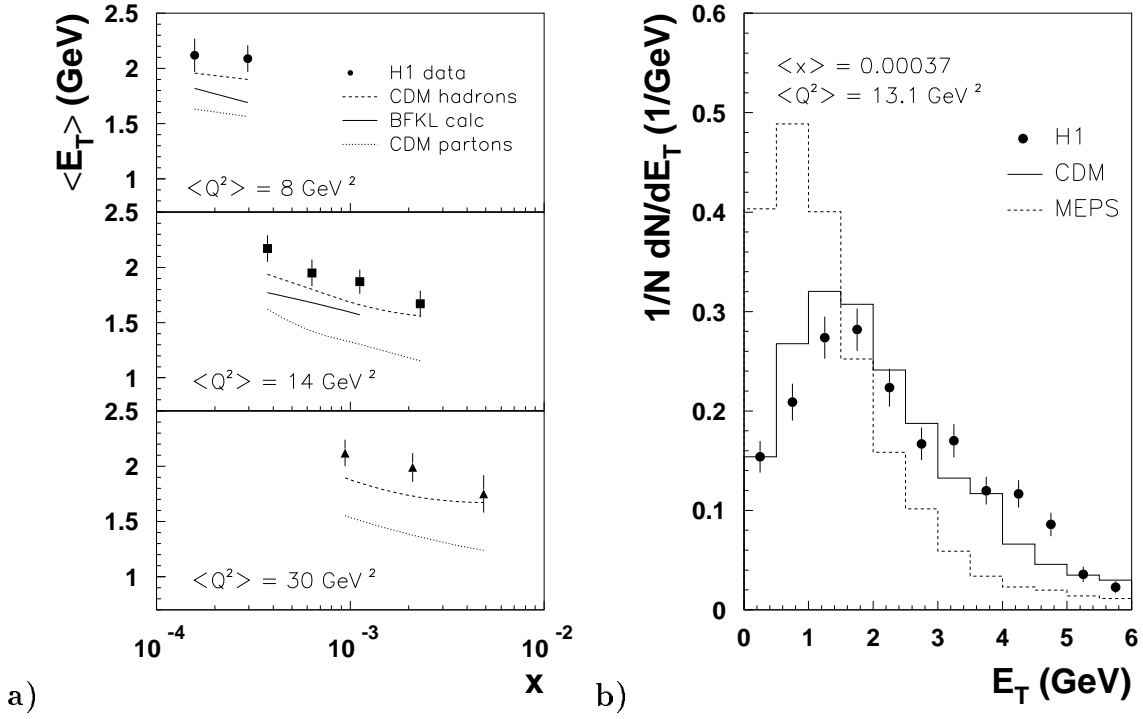 <E_T> (GeV)
2.5
2
1.5
1
H1 data
CDM hadrons
BFKL calc
CDM partons
<Q²> = 8 GeV²
2.5
2
1.5
1
<Q²> = 14 GeV²
2.5
2
1.5
1
<Q²> = 30 GeV²
10⁻⁴ 10⁻³ 10⁻²
x
a)
1/N dN/dE_T (1/GeV)
0.6
0.5
0.4
0.3
0.2
0.1
0
<x> = 0.00037
<Q²> = 13.1 GeV²
H1
CDM
MEPS
0 1 2 3 4 5 6
E_T (GeV)
b)